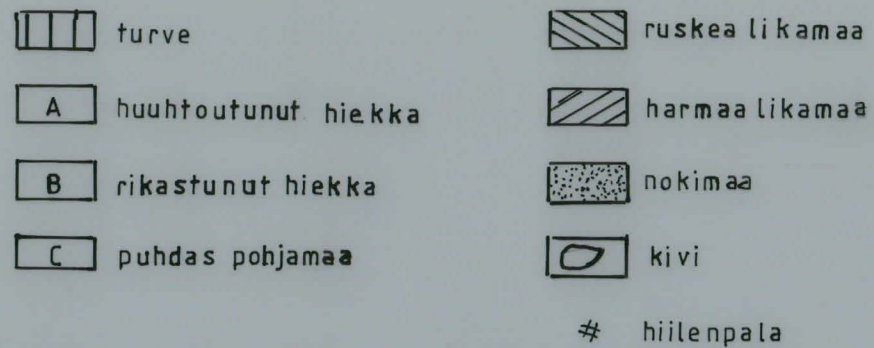 turve
A huuhtoutunut hiekka
B rikastunut hiekka
C puhdas pohjamaa
ruskea likamaa
harmaa likamaa
nokimaa
kivi
# hiilenpala